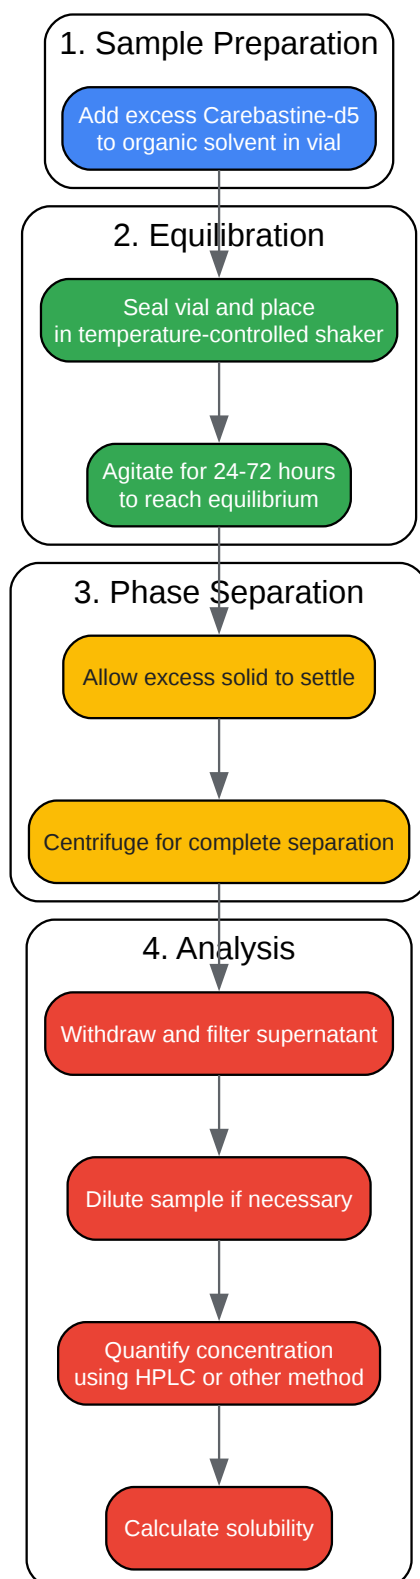 1. Sample Preparation
Add excess Carebastine-d5
to organic solvent in vial
2. Equilibration
Seal vial and place
in temperature-controlled shaker
Agitate for 24-72 hours
to reach equilibrium
3. Phase Separation
Allow excess solid to settle
Centrifuge for complete separation
4. Analysis
Withdraw and filter supernatant
Dilute sample if necessary
Quantify concentration
using HPLC or other method
Calculate solubility